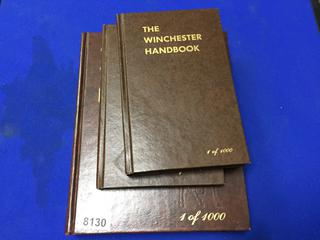 THE
WINCHESTER
HANDBOOK
1 of 1000
8130
1 of 1000